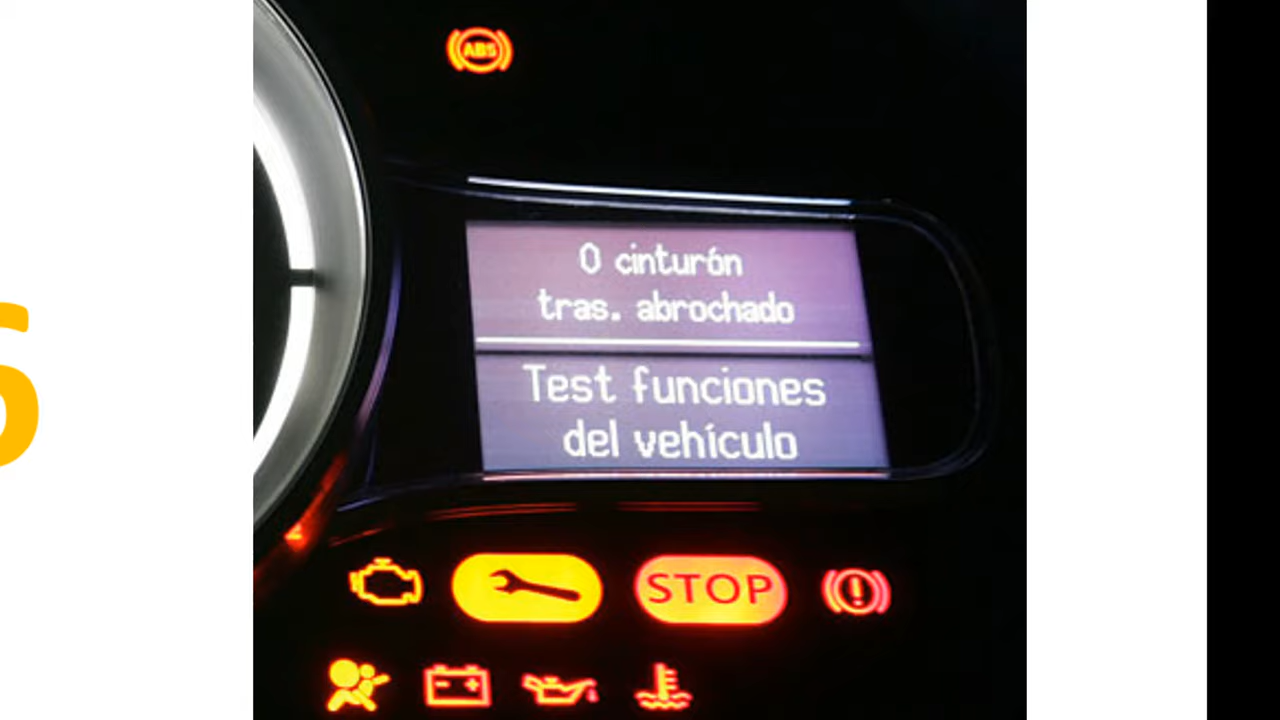 ABS
0 cinturón
tras. abrochado
Test funciones
del vehículo
STOP